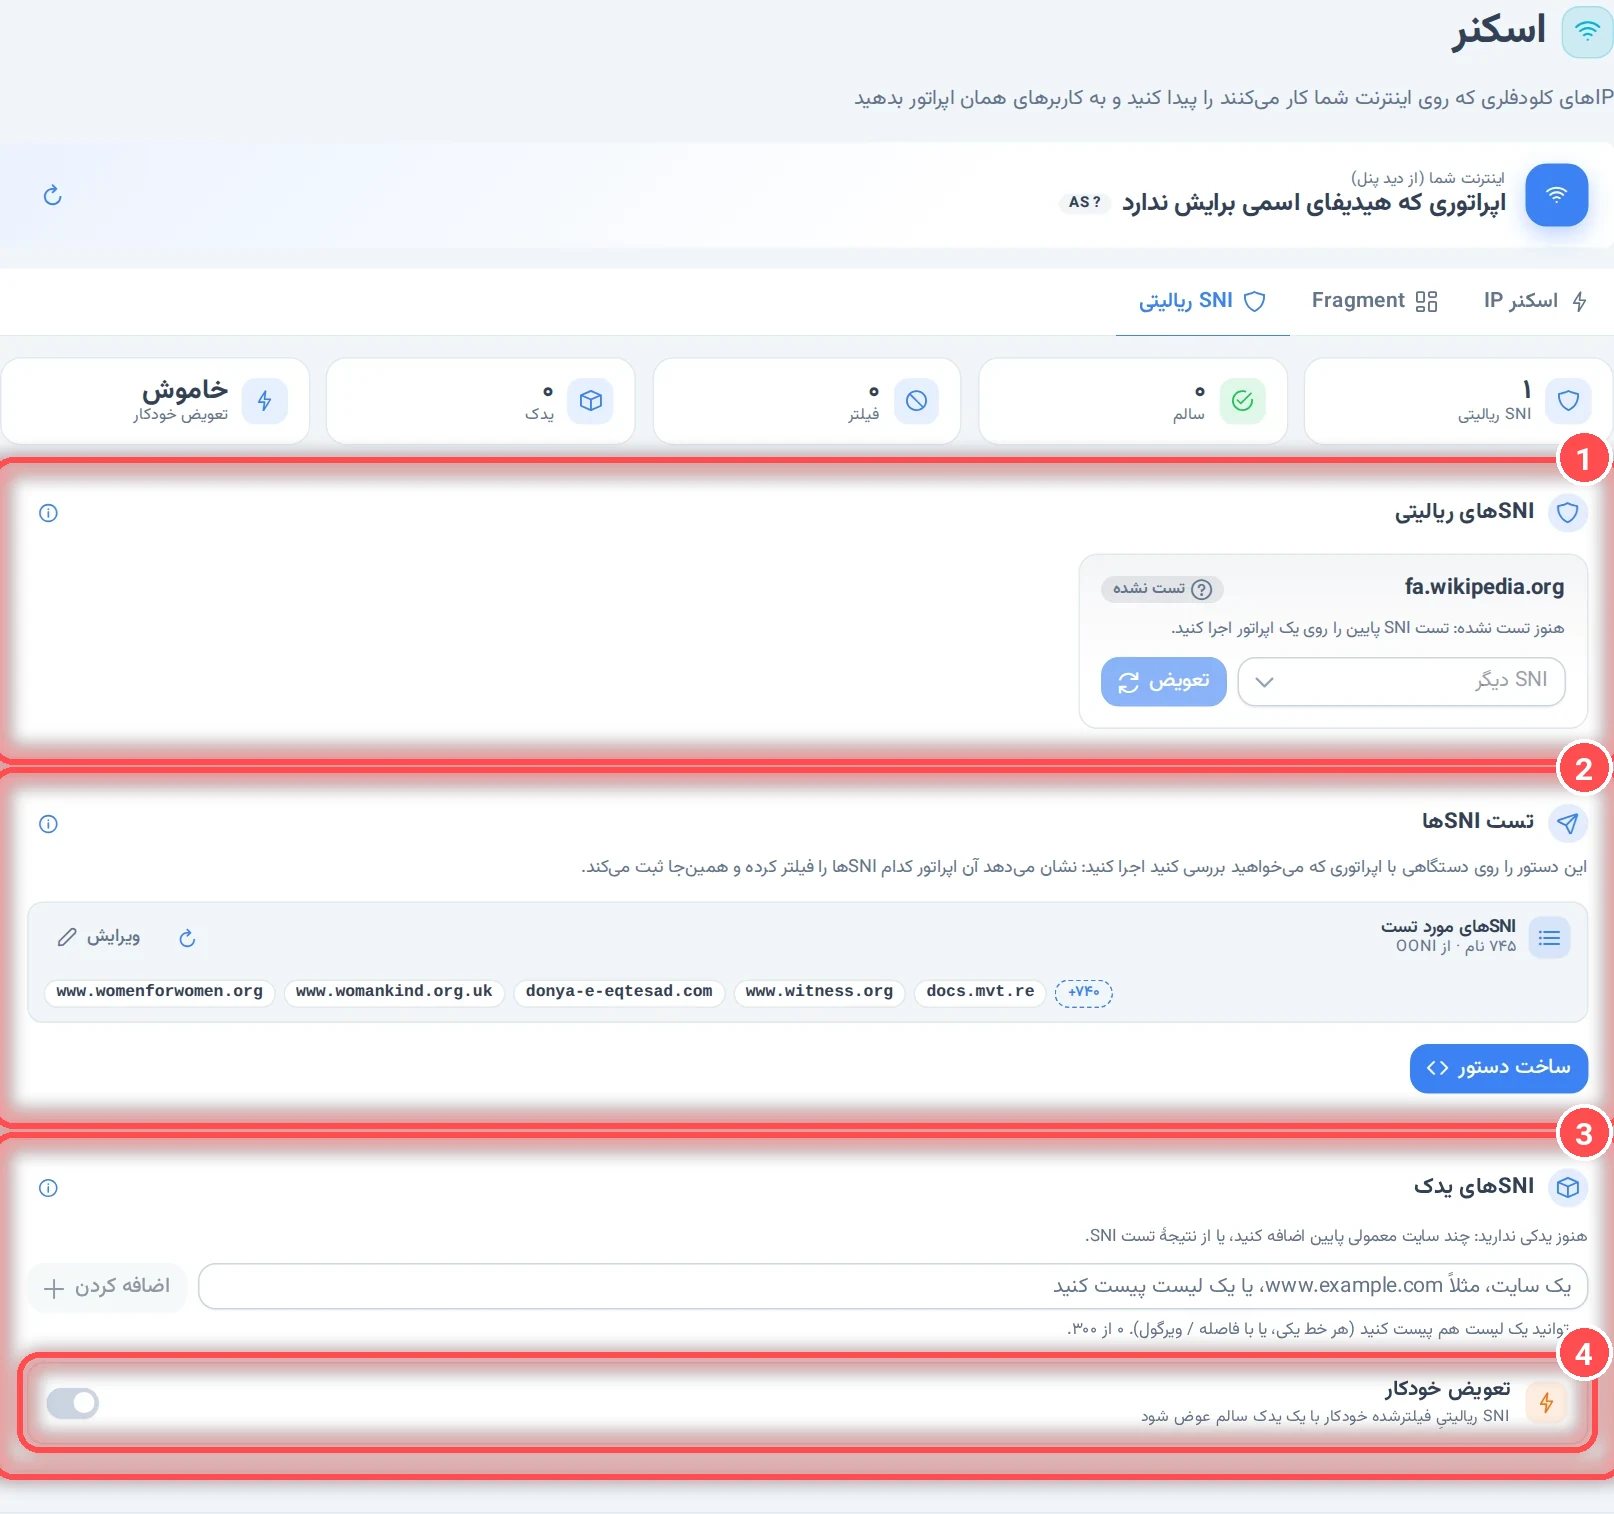 اسکنر
IPهای کلودفلری که روی اینترنت شما کار می‌کنند را پیدا کنید و به کاربرهای همان اپراتور بدهید
اینترنت شما (از دید پنل)
اپراتوری که هیدیفای اسمی برایش ندارد AS ?
اسکنر IP
Fragment
SNI ریالیتی
۱
SNI ریالیتی
۰
سالم
۰
فیلتر
۰
یدک
خاموش
تعویض خودکار
1
SNIهای ریالیتی
fa.wikipedia.org
تست نشده
هنوز تست نشده: تست SNI پایین را روی یک اپراتور اجرا کنید.
SNI دیگر
تعویض
2
تست SNIها
این دستور را روی دستگاهی با اپراتوری که می‌خواهید بررسی کنید اجرا کنید: نشان می‌دهد آن اپراتور کدام SNIها را فیلتر کرده و همین‌جا ثبت می‌کند.
SNIهای مورد تست
۷۴۵ نام · از OONI
ویرایش
www.womenforwomen.org www.womankind.org.uk donya-e-eqtesad.com www.witness.org docs.mvt.re +۷۴۰
ساخت دستور
3
SNIهای یدک
هنوز یدکی ندارید: چند سایت معمولی پایین اضافه کنید، یا از نتیجهٔ تست SNI.
یک سایت، مثلاً www.example.com، یا یک لیست پیست کنید
اضافه کردن
توانید یک لیست هم پیست کنید (هر خط یکی، یا با فاصله / ویرگول). ۰ از ۳۰۰.
4
تعویض خودکار
SNI ریالیتیِ فیلترشده خودکار با یک یدک سالم عوض شود